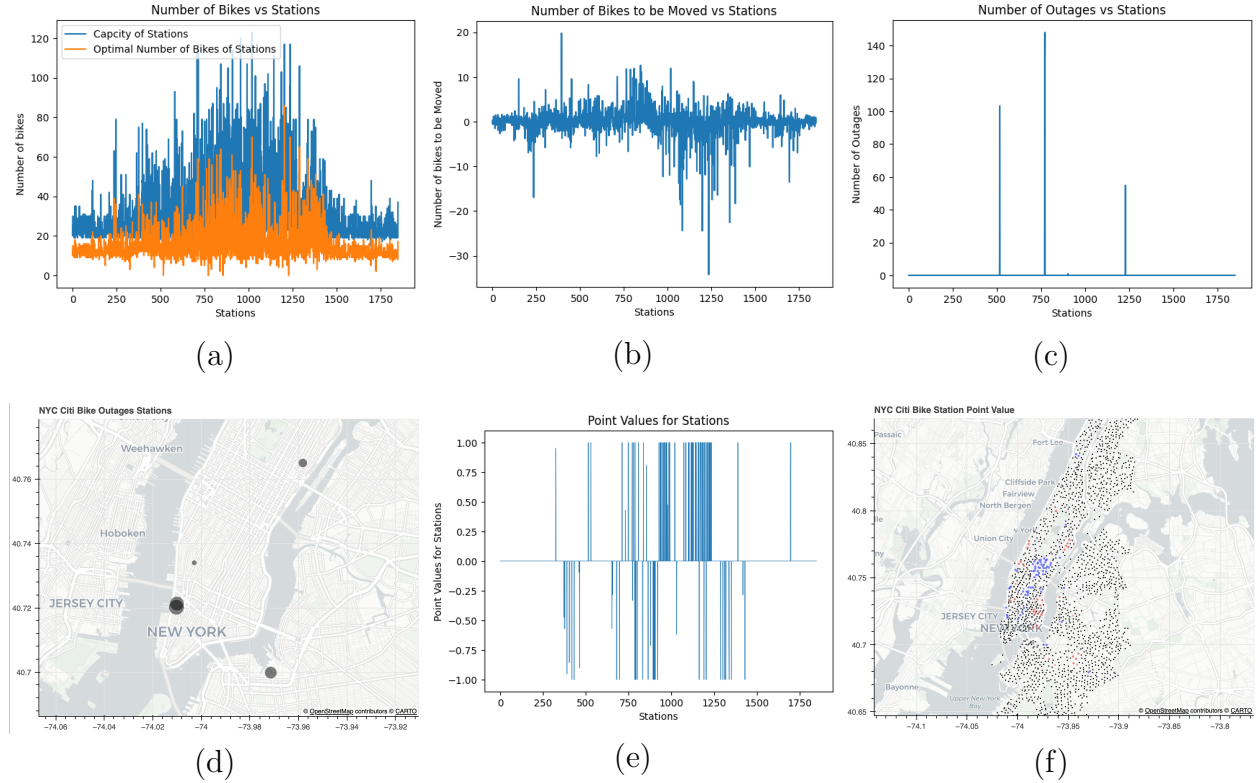 Number of Bikes vs Stations
Capcity of Stations
Optimal Number of Bikes of Stations
Number of bikes
120
100
80
60
40
20
0
0 250 500 750 1000 1250 1500 1750
Stations
(a)
Number of Bikes to be Moved vs Stations
Number of bikes to be Moved
20
10
0
−10
−20
−30
0 250 500 750 1000 1250 1500 1750
Stations
(b)
Number of Outages vs Stations
Number of Outages
140
120
100
80
60
40
20
0
0 250 500 750 1000 1250 1500 1750
Stations
(c)
NYC Citi Bike Outages Stations
Weehawken
40.76
Hoboken
40.74
JERSEY CITY
40.72
NEW YORK
40.7
© OpenStreetMap contributors © CARTO
−74.06 −74.04 −74.02 −74 −73.98 −73.96 −73.94 −73.92
(d)
Point Values for Stations
Point Values for Stations
1.00
0.75
0.50
0.25
0.00
−0.25
−0.50
−0.75
−1.00
0 250 500 750 1000 1250 1500 1750
Stations
(e)
NYC Citi Bike Station Point Value
Passaic
Fort Lee
40.85
Cliffside Park
Fairview
North Bergen
40.8
Union City
40.75
JERSEY CITY
NEW YORK
40.7
Bayonne
Upper New York
Bay
40.65
© OpenStreetMap contributors © CARTO
−74.1 −74.05 −74 −73.95 −73.9 −73.85 −73.8
(f)